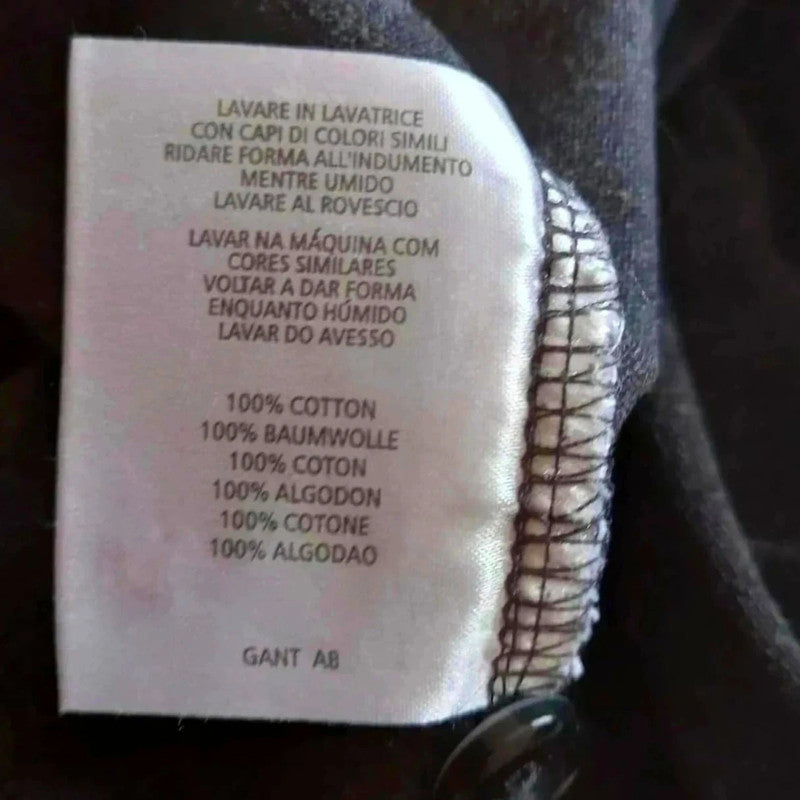 LAVARE IN LAVATRICE
CON CAPI DI COLORI SIMILI
RIDARE FORMA ALL'INDUMENTO
MENTRE UMIDO
LAVARE AL ROVESCIO
LAVAR NA MÁQUINA COM
CORES SIMILARES
VOLTAR A DAR FORMA
ENQUANTO HÚMIDO
LAVAR DO AVESSO
100% COTTON
100% BAUMWOLLE
100% COTON
100% ALGODON
100% COTONE
100% ALGODAO
GANT AB